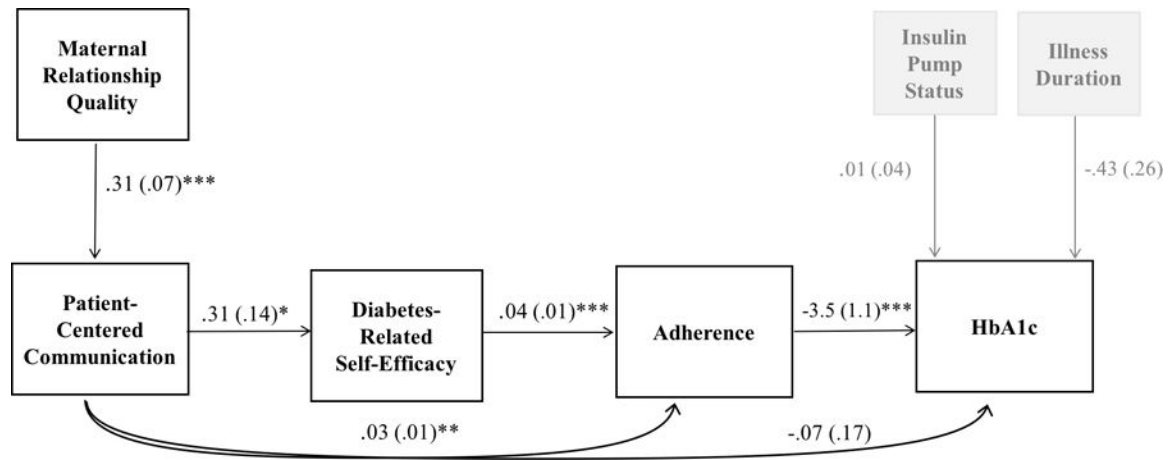 Maternal
Relationship
Quality
Insulin
Pump
Status
Illness
Duration
.31 (.07)***
.01 (.04)
-.43 (.26)
Patient-
Centered
Communication
.31 (.14)*
Diabetes-
Related
Self-Efficacy
.04 (.01)***
Adherence
-3.5 (1.1)***
HbA1c
.03 (.01)**
-.07 (.17)